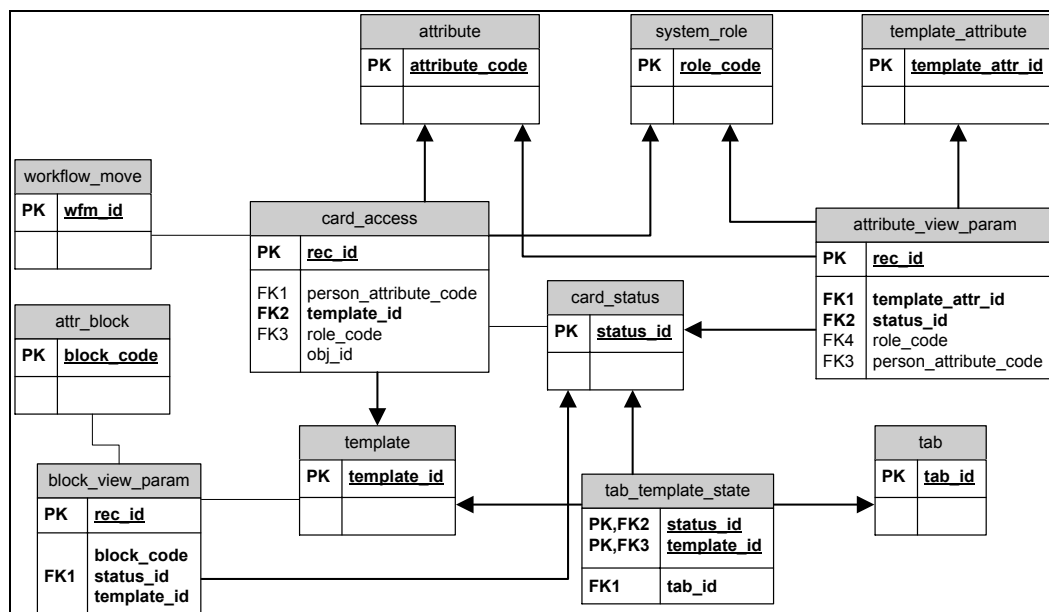 attribute
PK attribute_code
system_role
PK role_code
template_attribute
PK template_attr_id
workflow_move
PK wfm_id
card_access
PK rec_id
FK1 person_attribute_code
FK2 template_id
FK3 role_code
obj_id
attribute_view_param
PK rec_id
FK1 template_attr_id
FK2 status_id
FK4 role_code
FK3 person_attribute_code
card_status
PK status_id
attr_block
PK block_code
template
PK template_id
tab
PK tab_id
block_view_param
PK rec_id
block_code
FK1 status_id
template_id
tab_template_state
PK,FK2 status_id
PK,FK3 template_id
FK1 tab_id